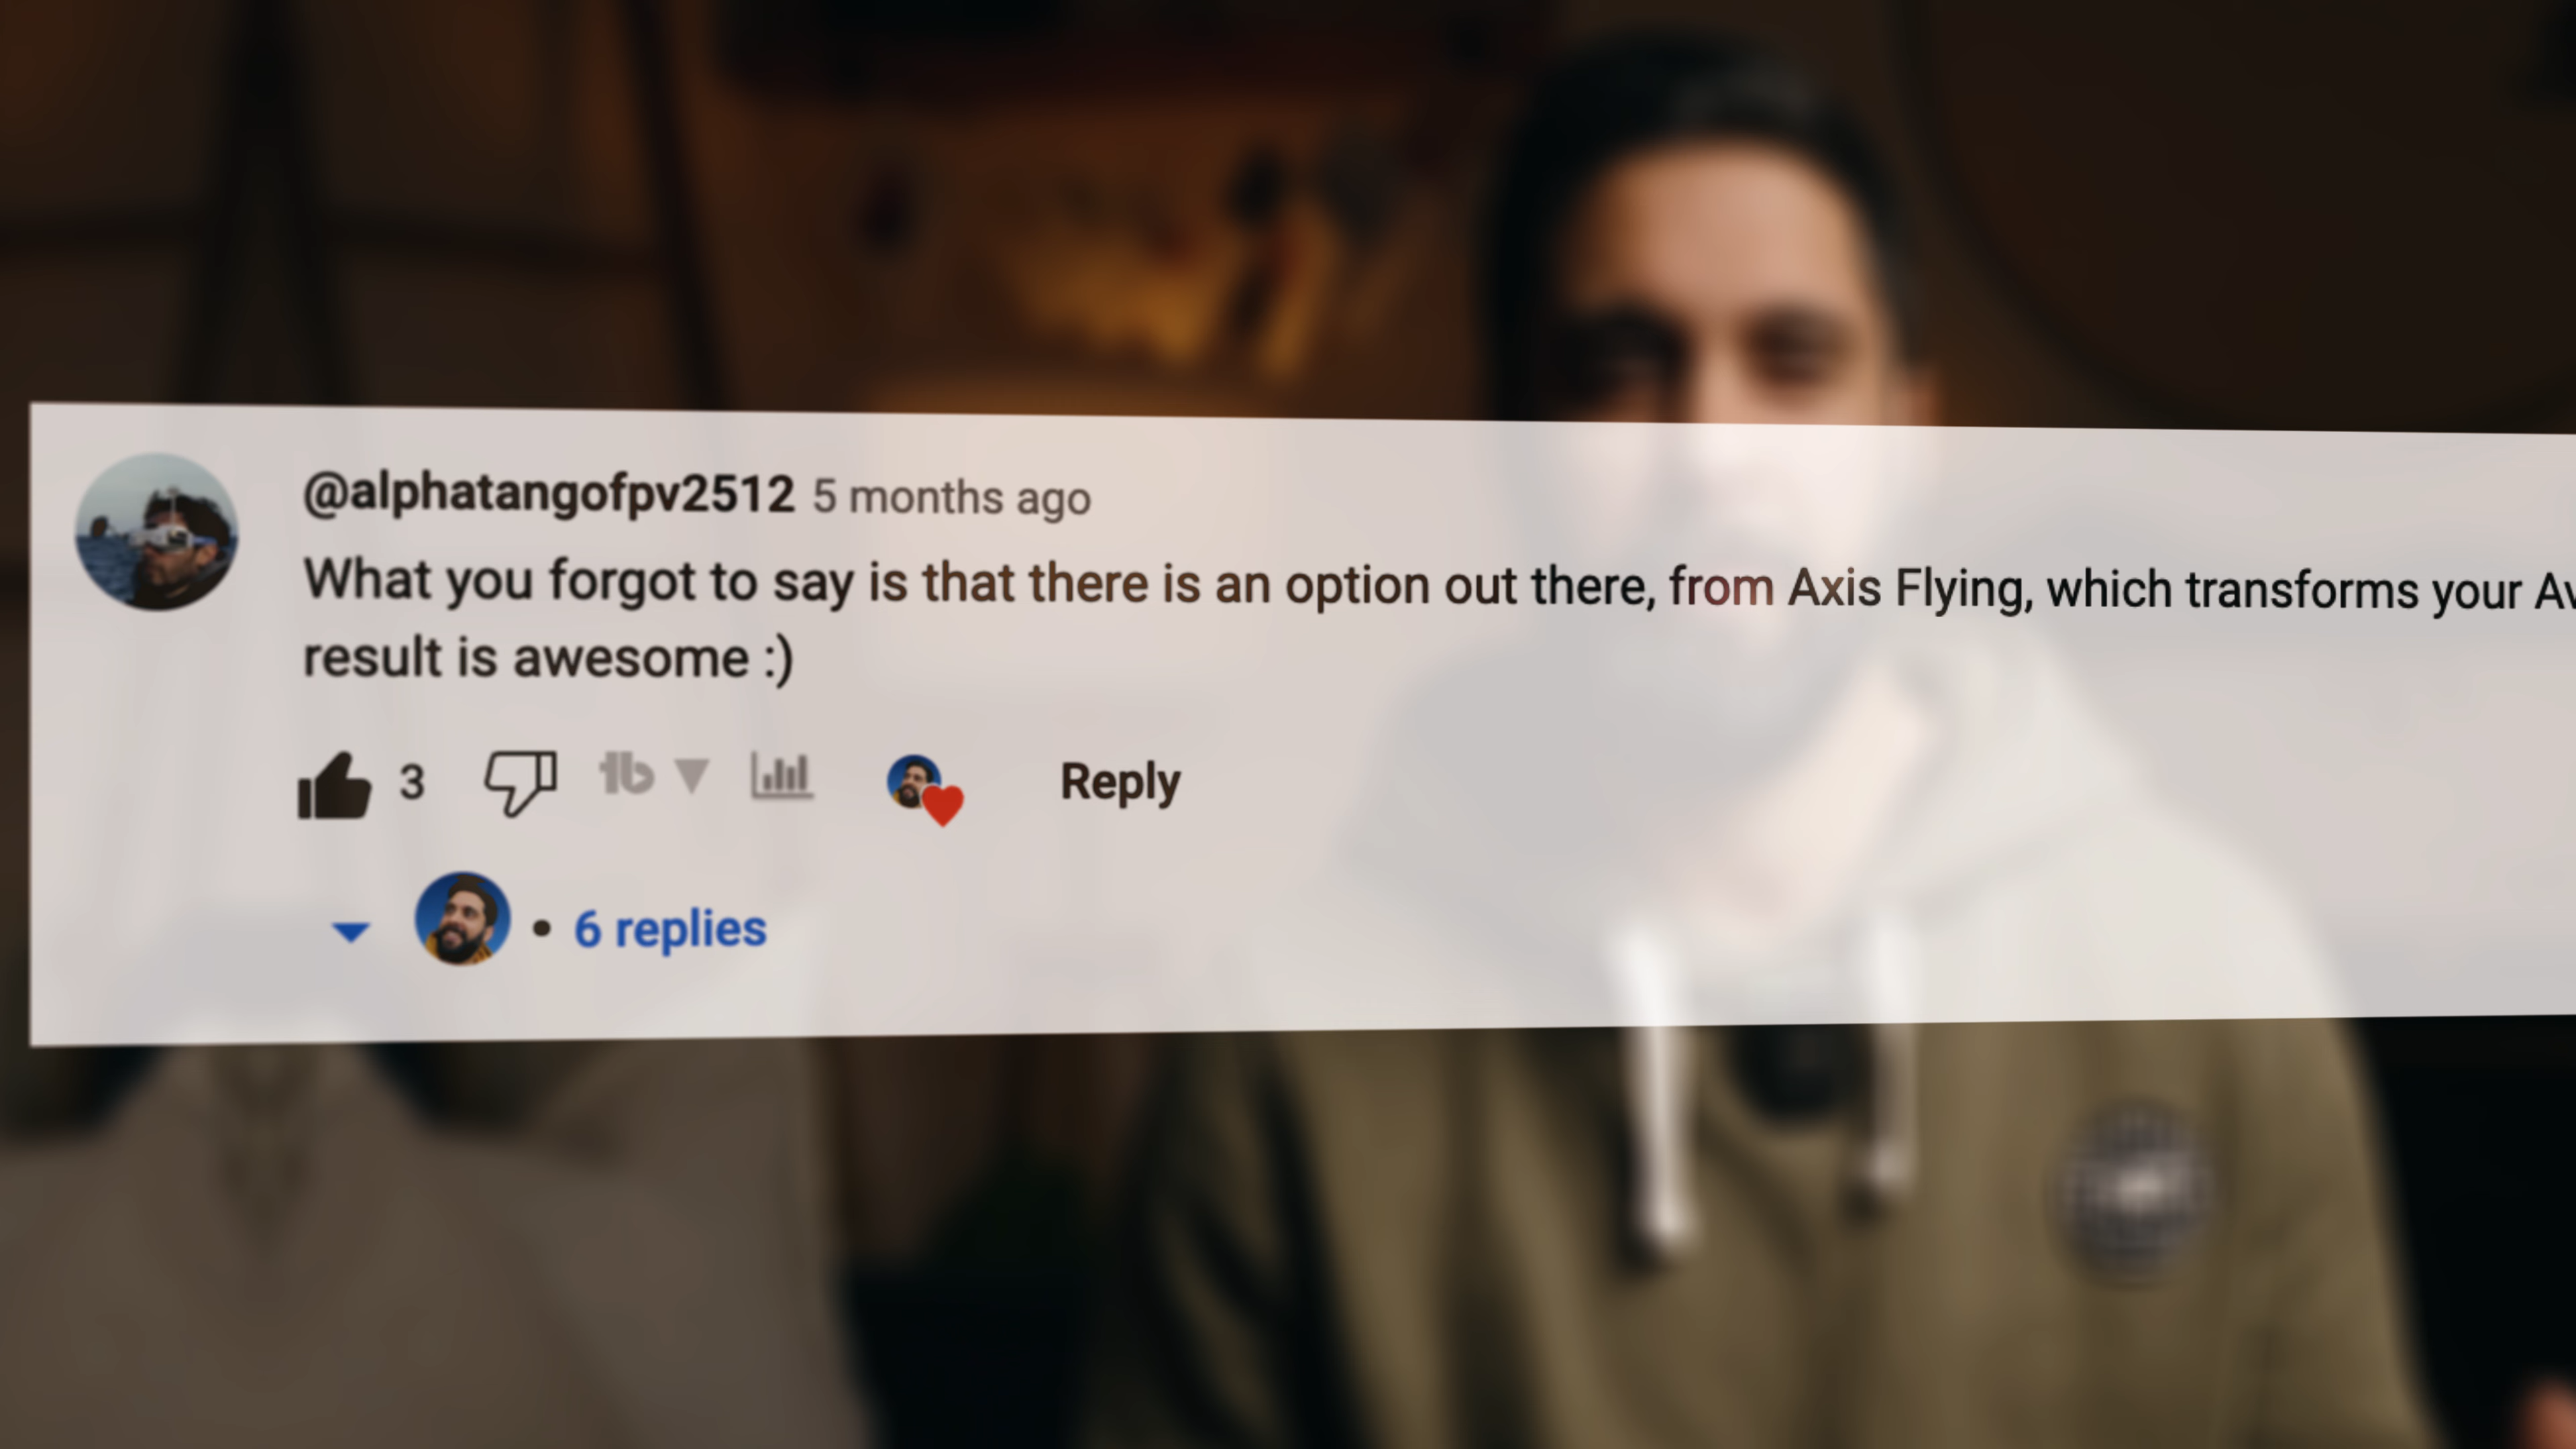 @alphatangofpv2512 5 months ago
What you forgot to say is that there is an option out there, from Axis Flying, which transforms your Av
result is awesome :)
3 Reply
6 replies